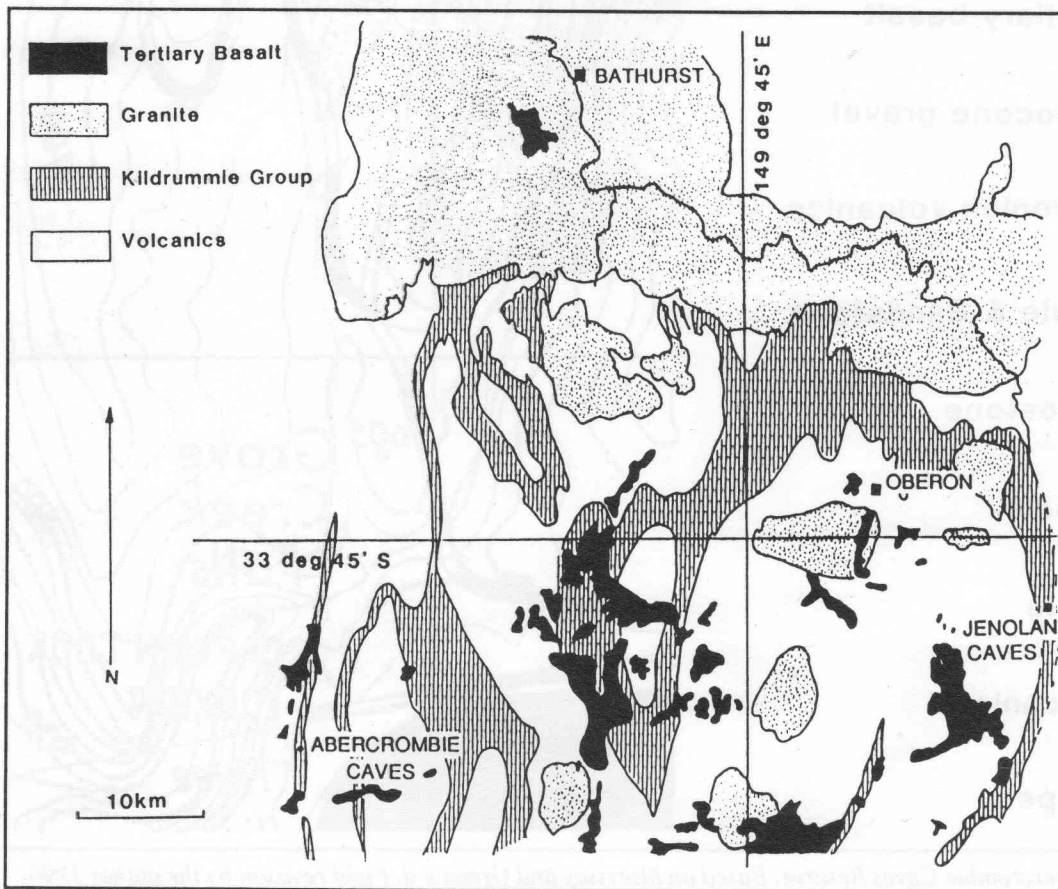 Tertiary Basalt
Granite
Kildrummie Group
Volcanics
BATHURST
149 deg 45' E
OBERON
33 deg 45' S
JENOLAN
CAVES
N
ABERCROMBIE
CAVES
10km